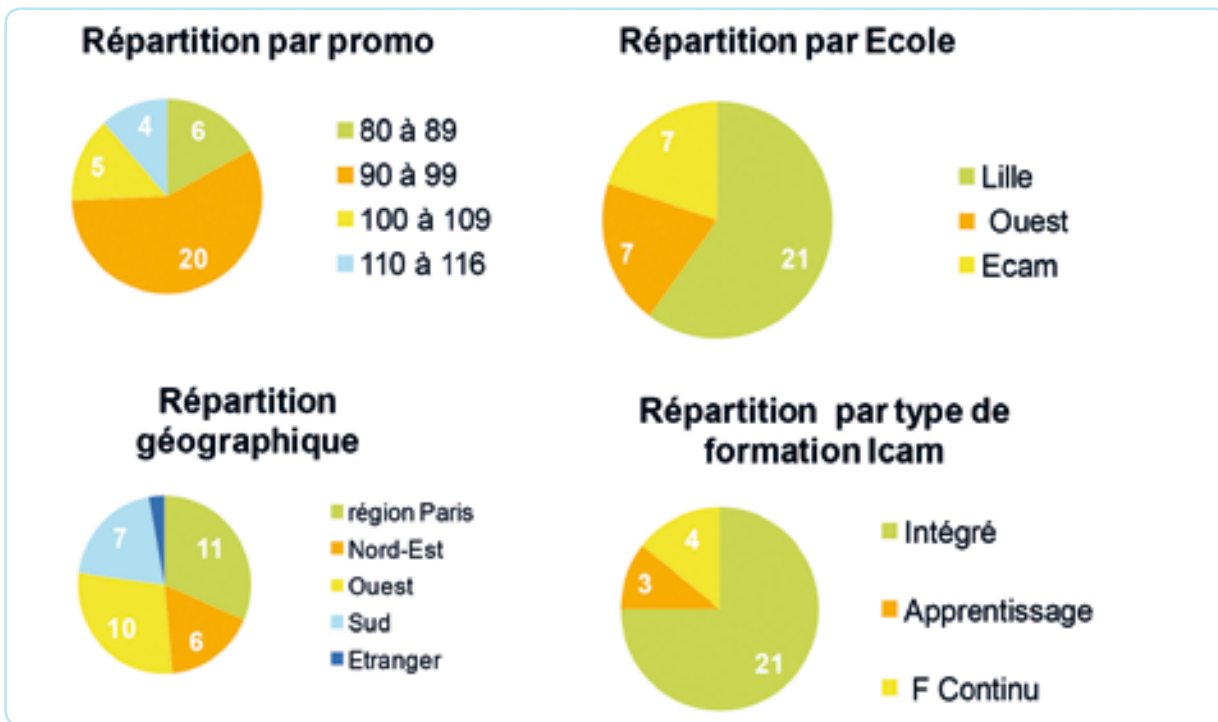 Répartition par promo
4
6
5
20
80 à 89
90 à 99
100 à 109
110 à 116
Répartition par Ecole
7
7
21
Lille
Ouest
Ecam
Répartition
géographique
7
11
10
6
région Paris
Nord-Est
Ouest
Sud
Etranger
Répartition par type de
formation Icam
4
3
21
Intégré
Apprentissage
F Continu